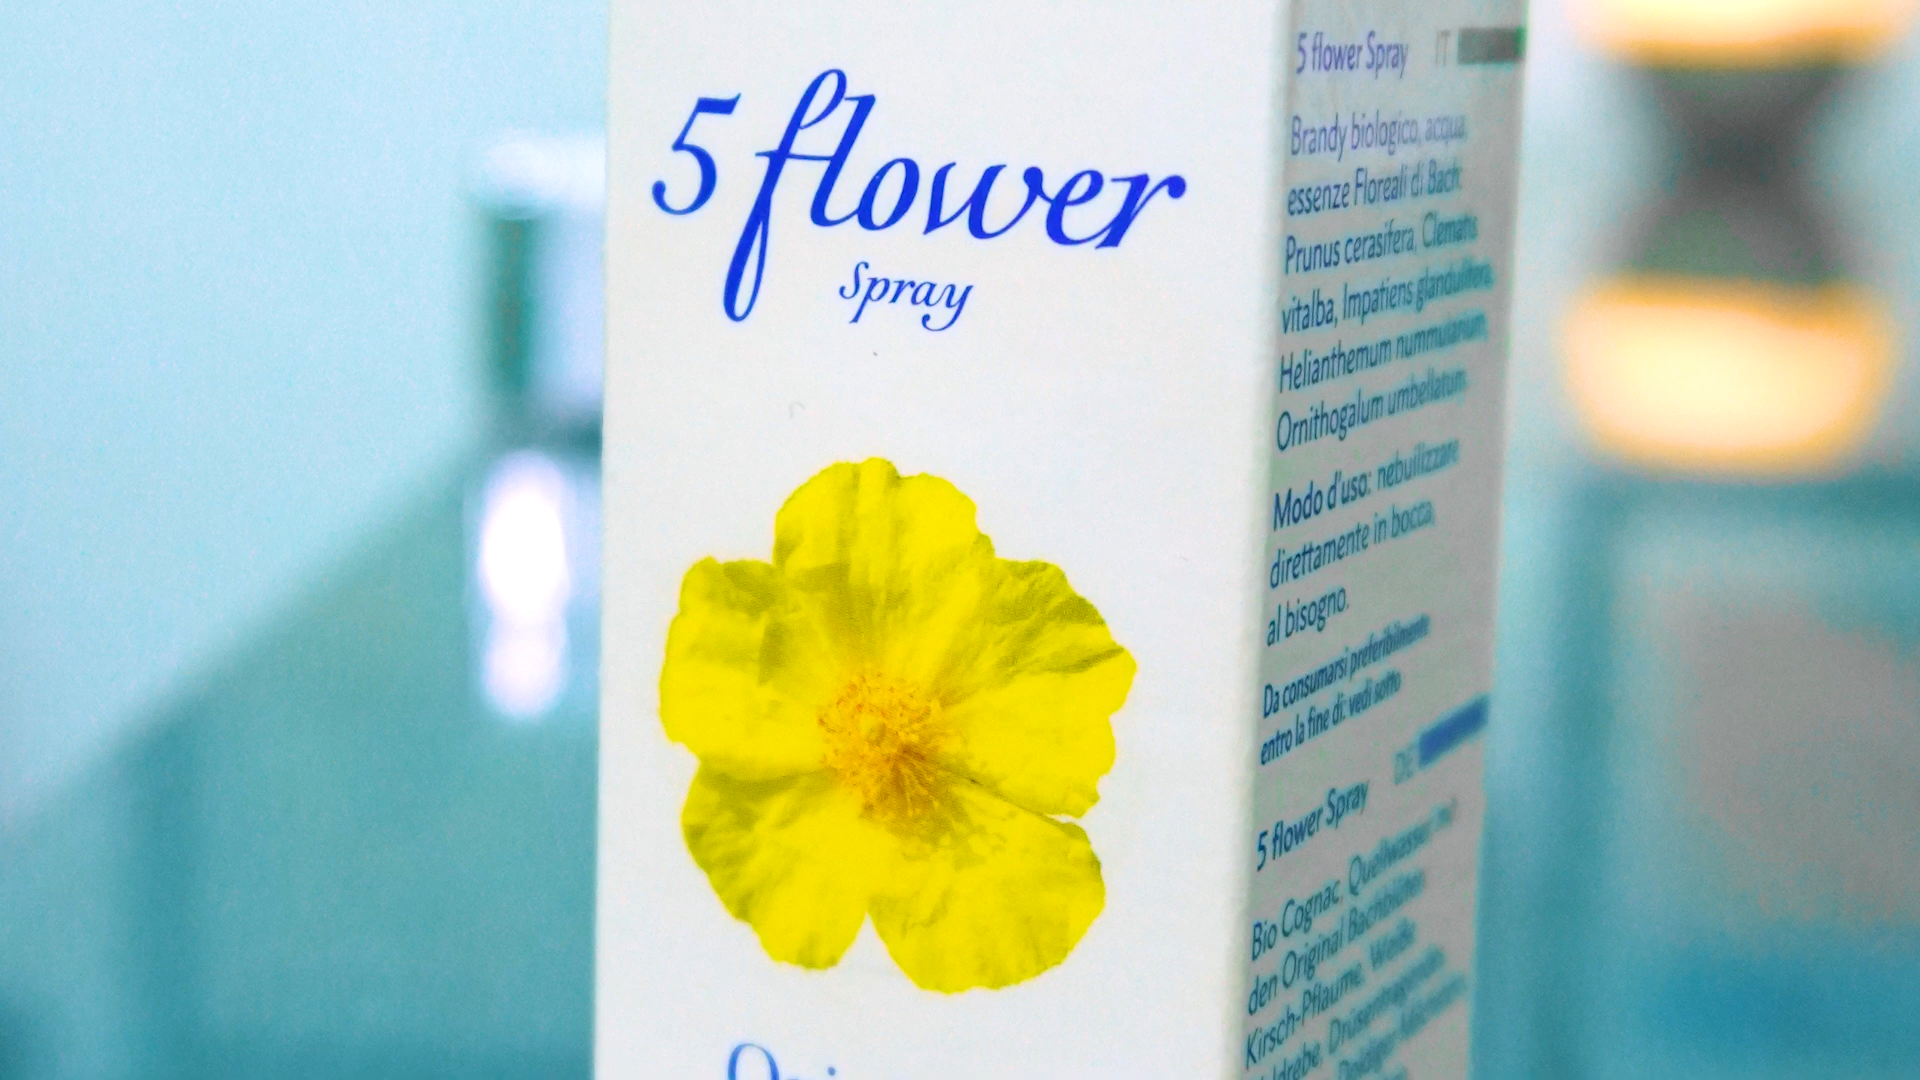 5 flower
Spray
5 flower Spray IT
Brandy biologico, acqua,
essenze Floreali di Bach:
Prunus cerasifera, Clematis
vitalba, Impatiens glandulifera,
Helianthemum nummularium,
Ornithogalum umbellatum.
Modo d'uso: nebulizzare
direttamente in bocca,
al bisogno.
Da consumarsi preferibilmente
entro la fine di: vedi sotto
5 flower Spray DE
Bio Cognac, Quellwasser mit
den Original Bachblüten
Kirsch-Pflaume, Weiße